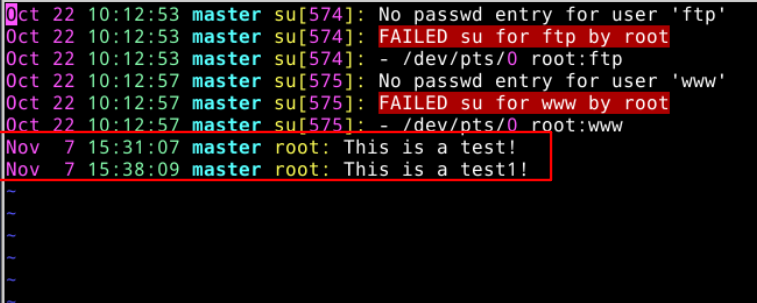 Oct 22 10:12:53 master su[574]: No passwd entry for user 'ftp'
Oct 22 10:12:53 master su[574]: FAILED su for ftp by root
Oct 22 10:12:53 master su[574]: - /dev/pts/0 root:ftp
Oct 22 10:12:57 master su[575]: No passwd entry for user 'www'
Oct 22 10:12:57 master su[575]: FAILED su for www by root
Oct 22 10:12:57 master su[575]: - /dev/pts/0 root:www
Nov  7 15:31:07 master root: This is a test!
Nov  7 15:38:09 master root: This is a test1!
~
~
~
~
~
~